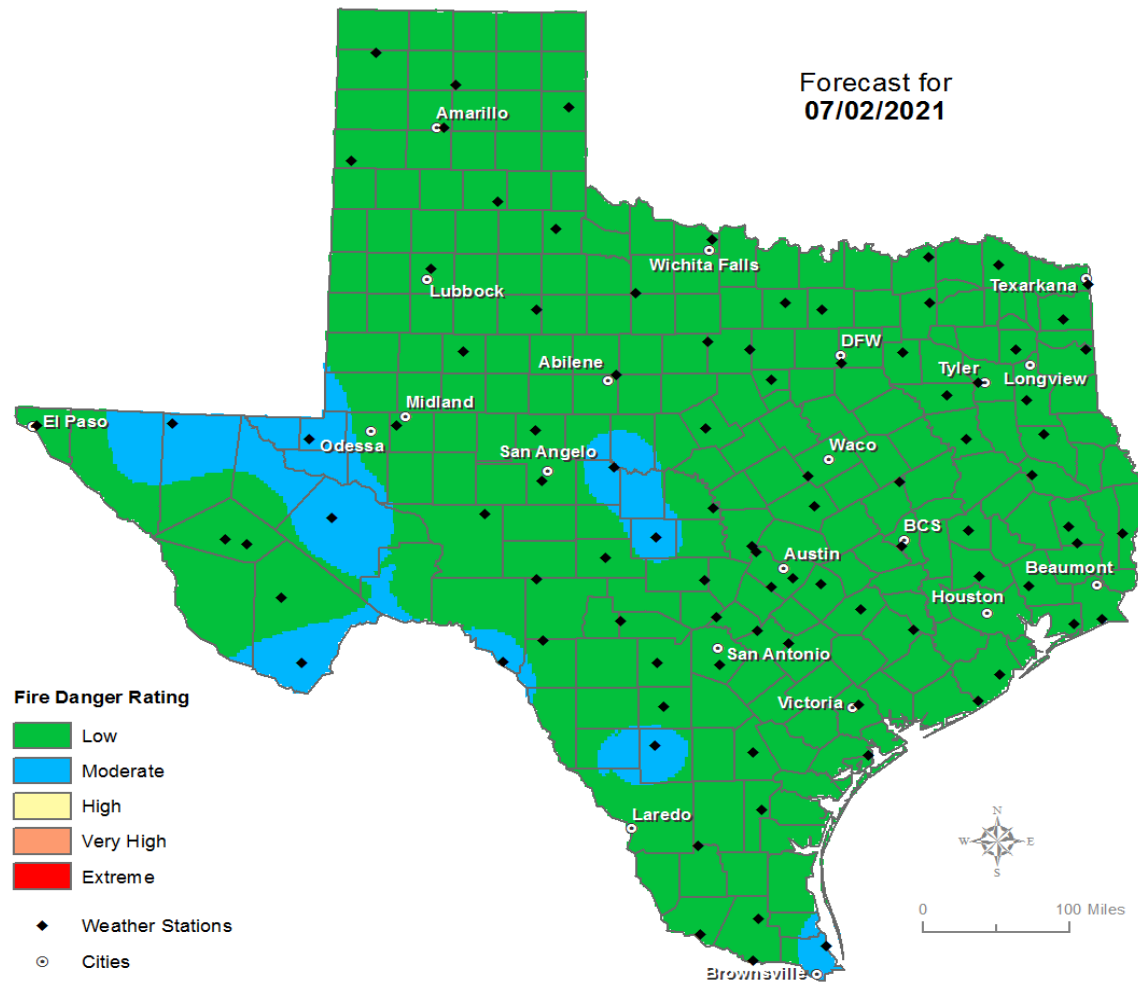 Forecast for
07/02/2021
Amarillo
Wichita Falls
Lubbock
Texarkana
DFW
Abilene
Tyler
Longview
Midland
El Paso
Odessa
San Angelo
Waco
BCS
Austin
Beaumont
Houston
San Antonio
Victoria
Laredo
Brownsville
Fire Danger Rating
Low
Moderate
High
Very High
Extreme
Weather Stations
Cities
N
W
E
S
0
100 Miles